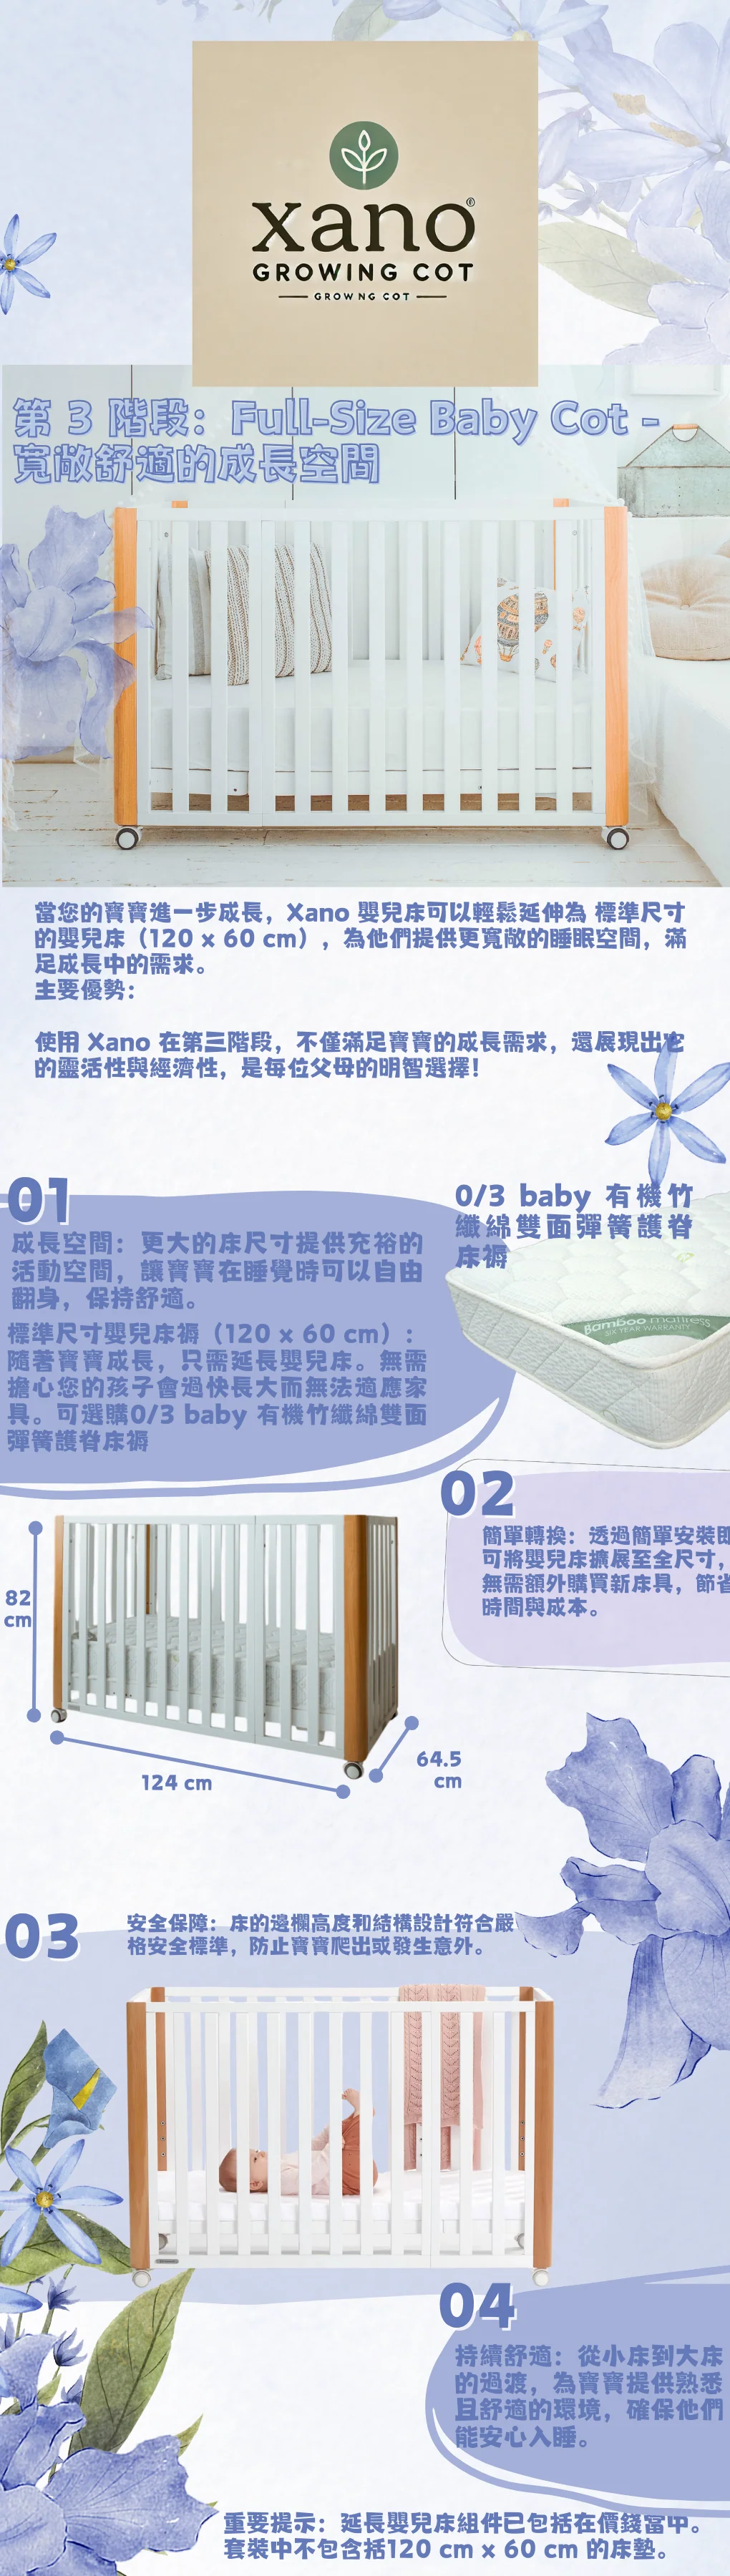 xano®
GROWING COT
GROWNG COT
第 3 階段：Full-Size Baby Cot -
寬敞舒適的成長空間
當您的寶寶進一步成長，Xano 嬰兒床可以輕鬆延伸為 標準尺寸
的嬰兒床（120 x 60 cm），為他們提供更寬敞的睡眠空間，滿
足成長中的需求。
主要優勢：
使用 Xano 在第三階段，不僅滿足寶寶的成長需求，還展現出它
的靈活性與經濟性，是每位父母的明智選擇！
01
成長空間：更大的床尺寸提供充裕的
活動空間，讓寶寶在睡覺時可以自由
翻身，保持舒適。
標準尺寸嬰兒床褥（120 x 60 cm）：
隨著寶寶成長，只需延長嬰兒床。無需
擔心您的孩子會過快長大而無法適應家
具。可選購0/3 baby 有機竹纖綿雙面
彈簧護脊床褥
0/3 baby 有機竹
纖綿雙面彈簧護脊
床褥
Bamboo mattress
SIX YEAR WARRANTY
02
簡單轉換：透過簡單安裝即
可將嬰兒床擴展至全尺寸，
無需額外購買新床具，節省
時間與成本。
82
cm
124 cm
64.5
cm
03
安全保障：床的邊欄高度和結構設計符合嚴
格安全標準，防止寶寶爬出或發生意外。
04
持續舒適：從小床到大床
的過渡，為寶寶提供熟悉
且舒適的環境，確保他們
能安心入睡。
重要提示：延長嬰兒床組件已包括在價錢當中。
套裝中不包含括120 cm x 60 cm 的床墊。